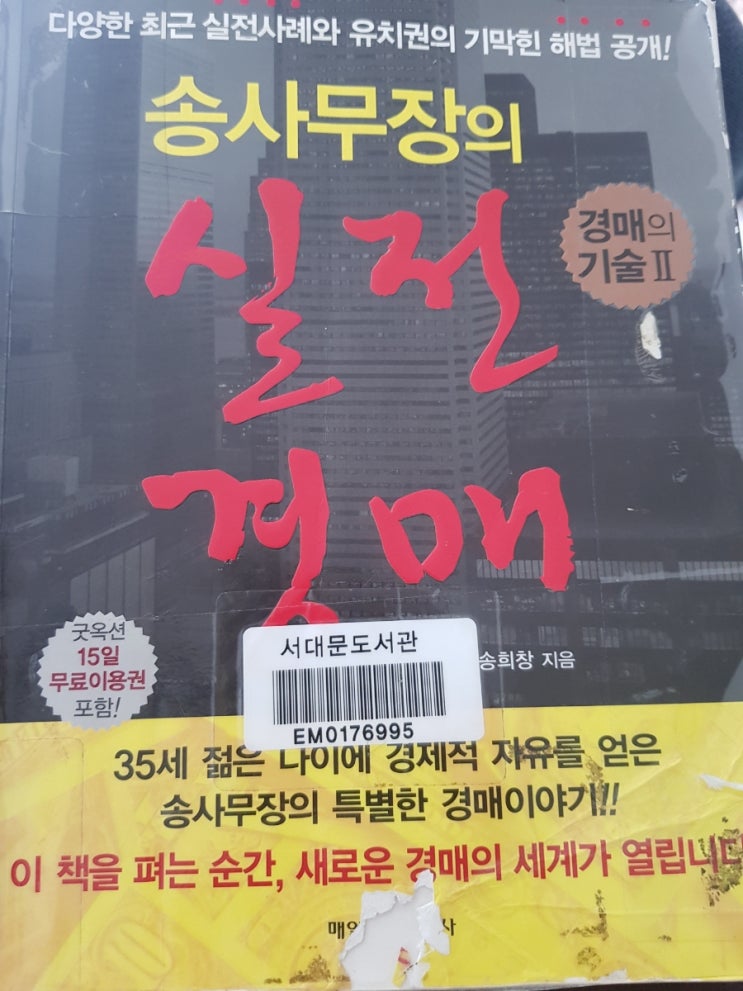 다양한 최근 실전사례와 유치권의 기막힌 해법 공개!
송사무장의
실전
경매의
기술 II
경매
굿옥션
15일
무료이용권
포함!
서대문도서관
EM0176995
송희창 지음
35세 젊은 나이에 경제적 자유를 얻은
송사무장의 특별한 경매이야기!!
이 책을 펴는 순간, 새로운 경매의 세계가 열립니다